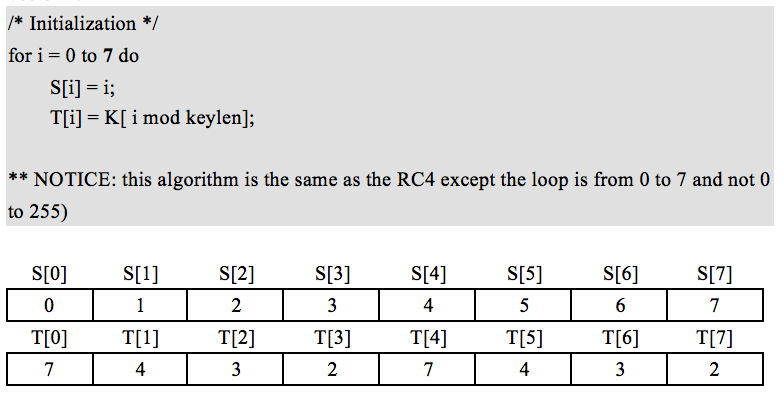 /* Initialization */
for i = 0 to 7 do
S[i] = i;
T[i] = K[ i mod keylen];
** NOTICE: this algorithm is the same as the RC4 except the loop is from 0 to 7 and not 0
to 255)
S[0] S[1] S[2] S[3] S[4] S[5] S[6] S[7]
0 1 2 3 4 5 6 7
T[0] T[1] T[2] T[3] T[4] T[5] T[6] T[7]
7 4 3 2 7 4 3 2